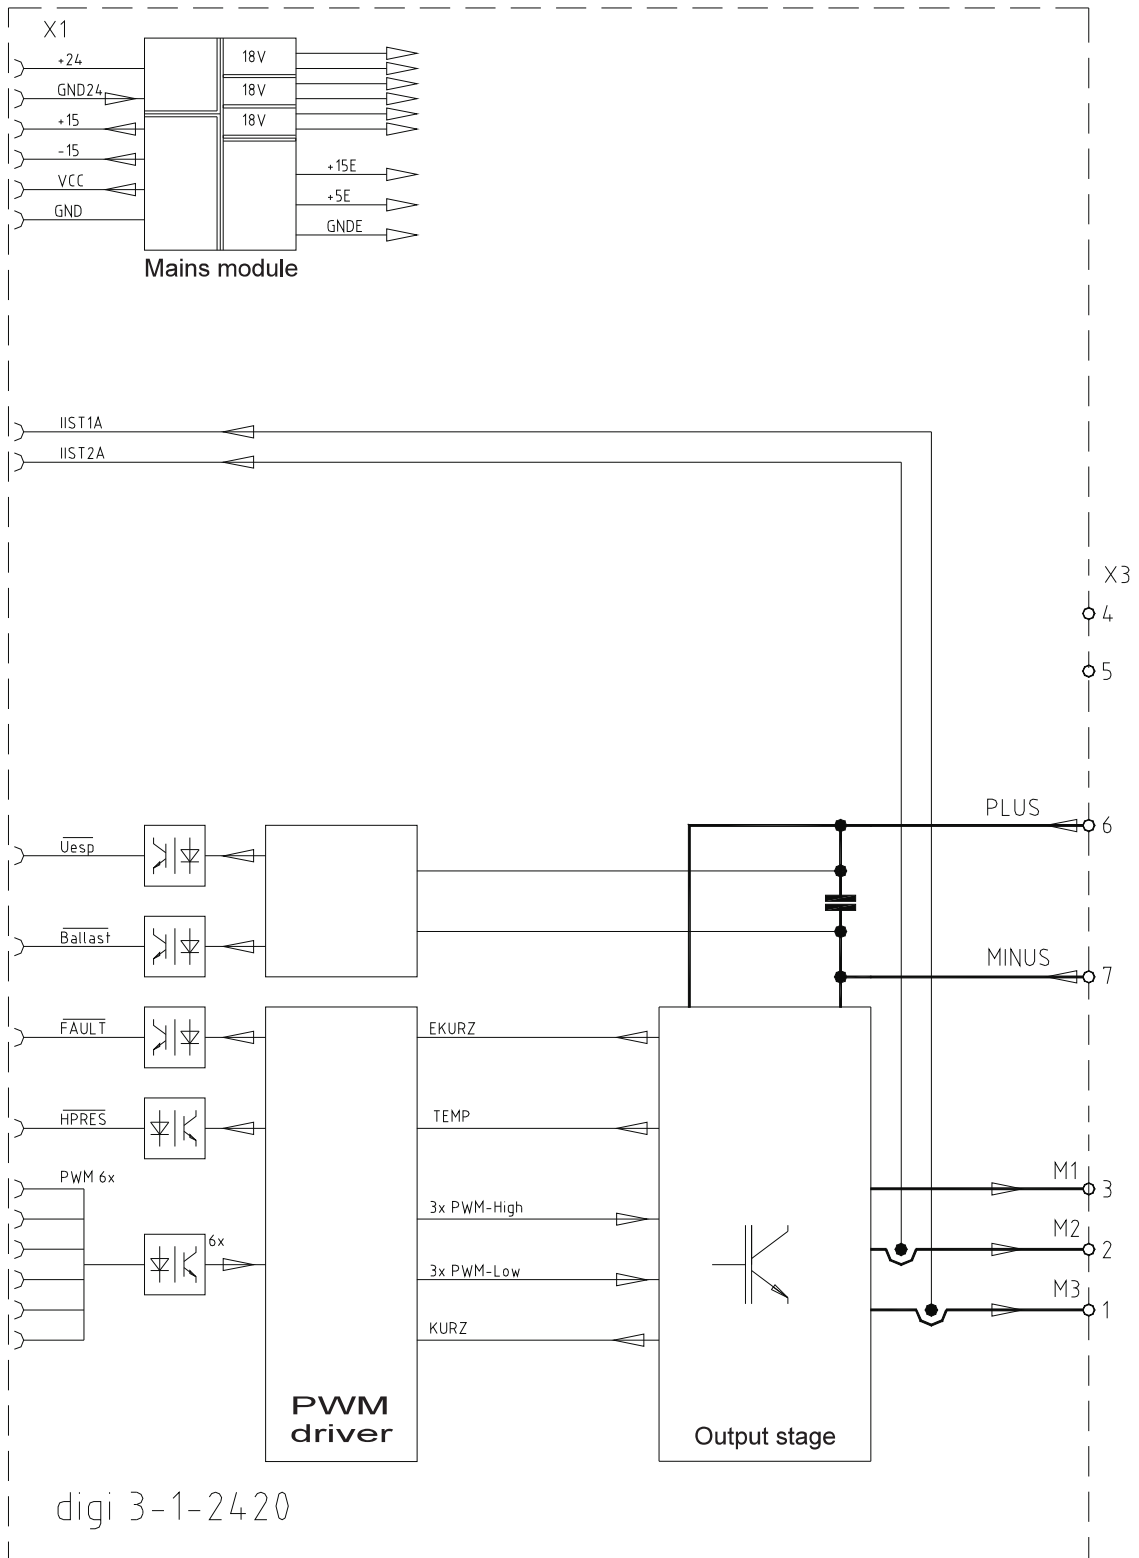 X1
+24
18V
GND24
18V
+15
18V
-15
+15E
VCC
+5E
GND
GNDE
Mains module
IIST1A
IIST2A
X3
4
5
PLUS
6
Uesp
Ballast
MINUS
7
FAULT
EKURZ
HPRES
TEMP
PWM 6x
M1
3
3x PWM-High
6x
M2
2
3x PWM-Low
M3
1
KURZ
PWM
driver
Output stage
digi 3-1-2420